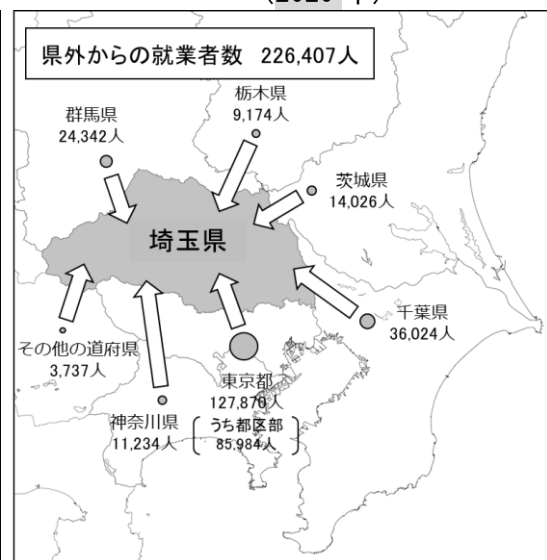 (2020 年)
県外からの就業者数 226,407人
栃木県
9,174人
群馬県
24,342人
茨城県
14,026人
埼玉県
千葉県
36,024人
その他の道府県
3,737人
東京都
127,870人
うち都区部
85,984人
神奈川県
11,234人